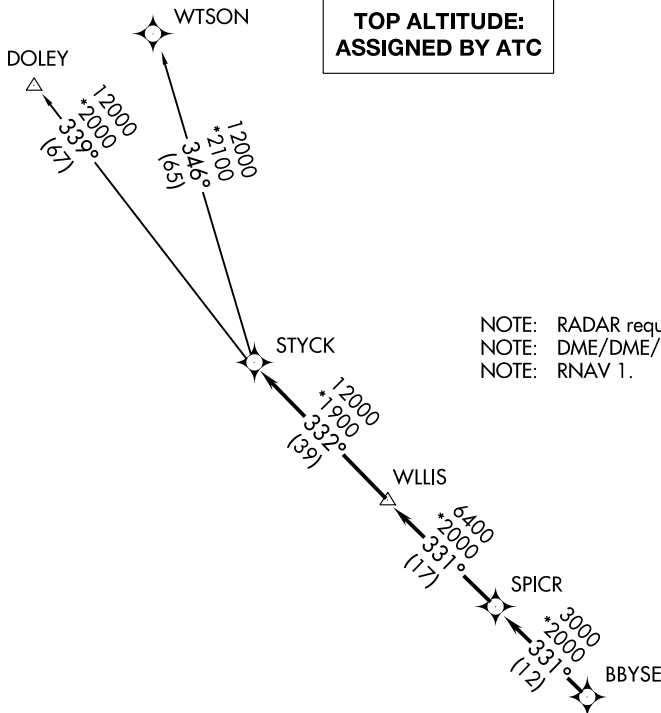 TOP ALTITUDE:
ASSIGNED BY ATC
WTSON
DOLEY
12000
*2000
339°
(67)
12000
*2100
346°
(65)
NOTE: RADAR requ
NOTE: DME/DME/
NOTE: RNAV 1.
STYCK
12000
*1900
332°
(39)
WLLIS
6400
*2000
331°
(17)
SPICR
3000
*2000
331°
(12)
BBYSE